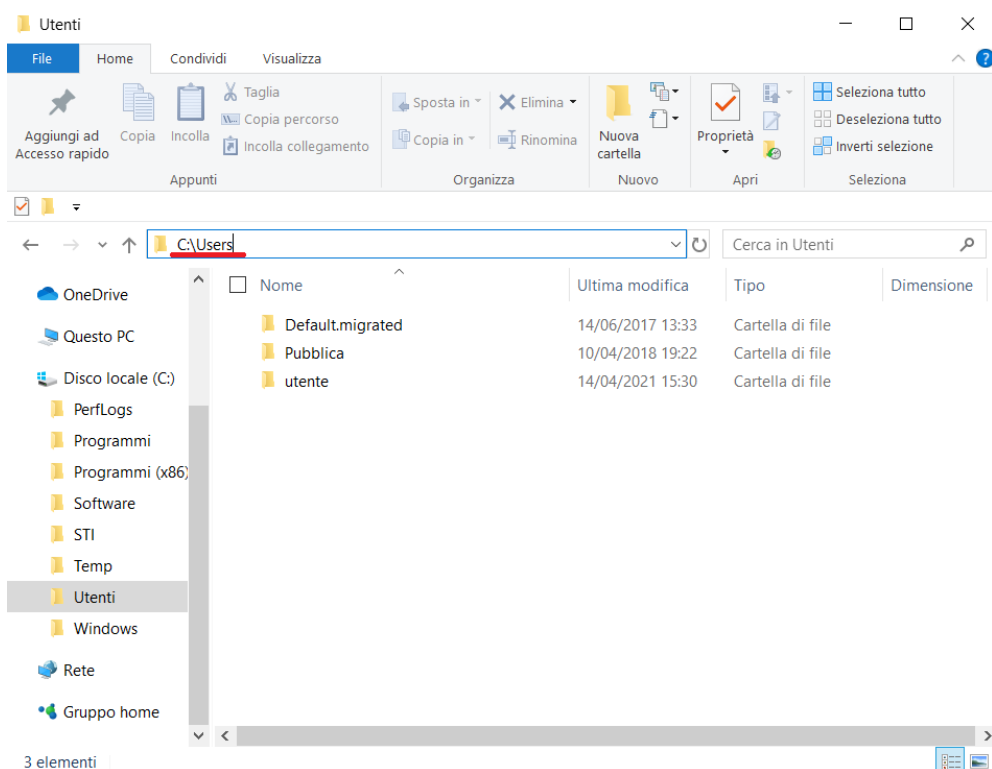 Utenti
File Home Condividi Visualizza
Aggiungi ad
Accesso rapido
Copia
Incolla
Taglia
Copia percorso
Incolla collegamento
Appunti
Sposta in
Copia in
Elimina
Rinomina
Organizza
Nuova
cartella
Nuovo
Proprietà
Apri
Seleziona tutto
Deseleziona tutto
Inverti selezione
Seleziona
C:\Users
Cerca in Utenti
OneDrive
Questo PC
Disco locale (C:)
PerfLogs
Programmi
Programmi (x86)
Software
STI
Temp
Utenti
Windows
Rete
Gruppo home
Nome Ultima modifica Tipo Dimensione
Default.migrated 14/06/2017 13:33 Cartella di file
Pubblica 10/04/2018 19:22 Cartella di file
utente 14/04/2021 15:30 Cartella di file
3 elementi